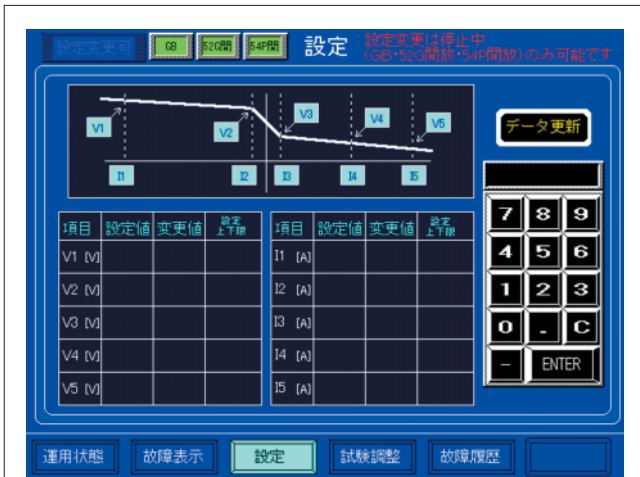 設定変更可 GB 52G開 54P開 設定 設定変更は停止中
(GB・52G開放・54P開放)のみ可能です
V1 V2 V3 V4 V5
I1 I2 I3 I4 I5
データ更新
項目 設定値 変更値 設定上下限 項目 設定値 変更値 設定上下限
V1 [V] I1 [A]
V2 [V] I2 [A]
V3 [V] I3 [A]
V4 [V] I4 [A]
V5 [V] I5 [A]
7 8 9
4 5 6
1 2 3
0 . C
- ENTER
運用状態 故障表示 設定 試験調整 故障履歴